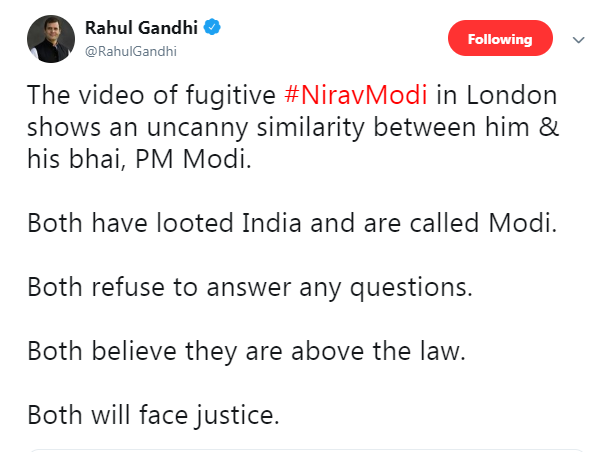 Rahul Gandhi
@RahulGandhi
Following
The video of fugitive #NiravModi in London
shows an uncanny similarity between him &
his bhai, PM Modi.
Both have looted India and are called Modi.
Both refuse to answer any questions.
Both believe they are above the law.
Both will face justice.